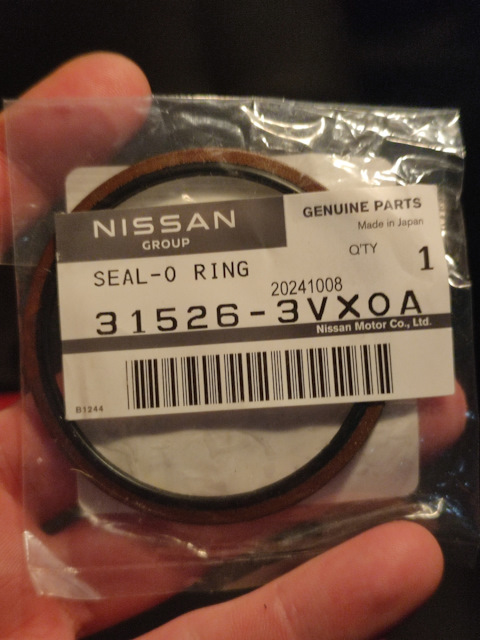 NISSAN
GROUP
GENUINE PARTS
Made in Japan
Q'TY 1
SEAL-O RING
20241008
31526-3VX0A
Nissan Motor Co., Ltd.
B1244